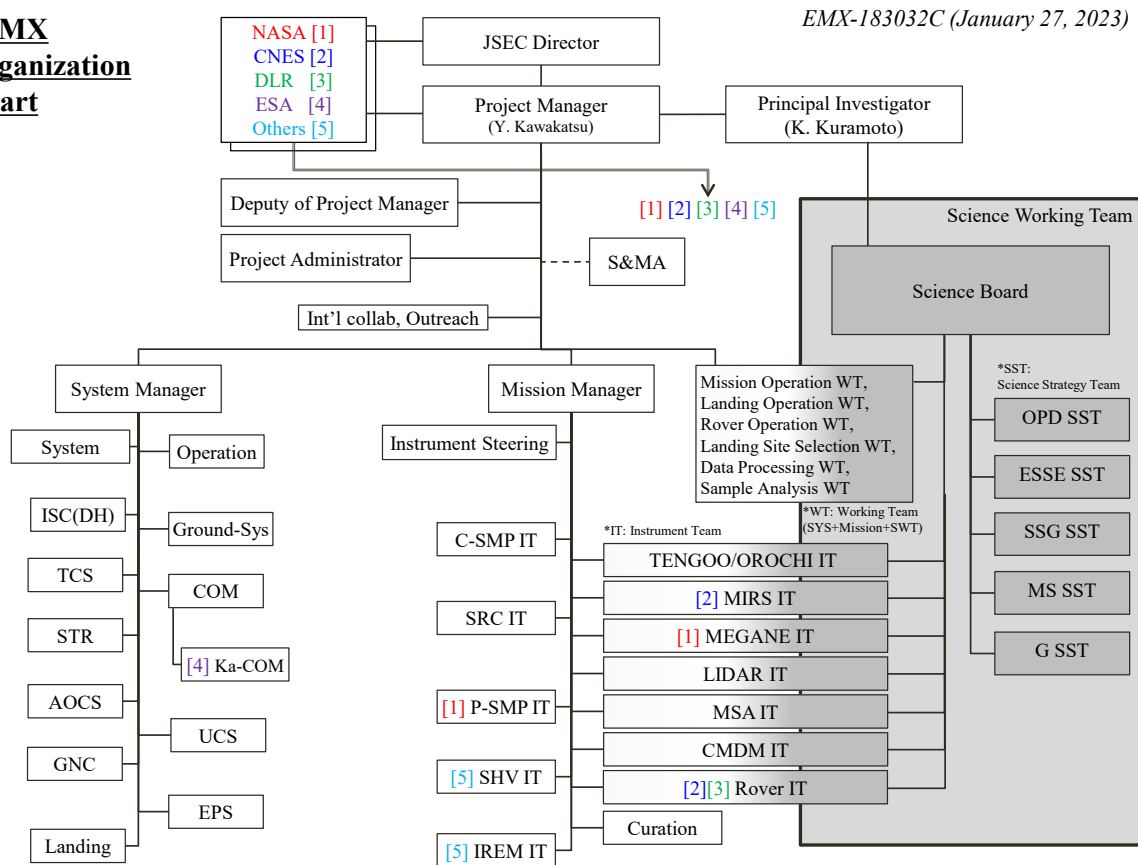 MX
ganization
art
EMX-183032C (January 27, 2023)
NASA [1]
CNES [2]
DLR [3]
ESA [4]
Others [5]
JSEC Director
Project Manager
(Y. Kawakatsu)
Principal Investigator
(K. Kuramoto)
Deputy of Project Manager
[1] [2] [3] [4] [5]
Science Working Team
Project Administrator
S&MA
Science Board
Int'l collab, Outreach
System Manager
Mission Manager
Mission Operation WT,
Landing Operation WT,
Rover Operation WT,
Landing Site Selection WT,
Data Processing WT,
Sample Analysis WT
*WT: Working Team
(SYS+Mission+SWT)
*SST:
Science Strategy Team
OPD SST
ESSE SST
SSG SST
MS SST
G SST
System
Operation
ISC(DH)
Ground-Sys
TCS
COM
STR
[4] Ka-COM
AOCS
UCS
GNC
EPS
Landing
Instrument Steering
C-SMP IT
SRC IT
[1] P-SMP IT
[5] SHV IT
[5] IREM IT
*IT: Instrument Team
TENGOO/OROCHI IT
[2] MIRS IT
[1] MEGANE IT
LIDAR IT
MSA IT
CMDM IT
[2][3] Rover IT
Curation